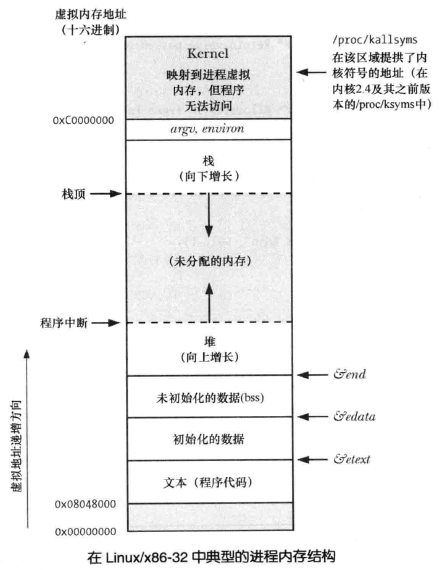 虚拟内存地址
(十六进制)
Kernel
映射到进程虚拟
内存，但程序
无法访问
/proc/kallsyms
在该区域提供了内
核符号的地址（在
内核2.4及其之前版
本的/proc/ksyms中）
0xC0000000
argv, environ
栈
(向下增长)
栈顶
(未分配的内存)
程序中断
堆
(向上增长)
&end
未初始化的数据(bss)
&edata
初始化的数据
&etext
文本（程序代码）
虚拟地址递增方向
0x08048000
0x00000000
在 Linux/x86-32 中典型的进程内存结构